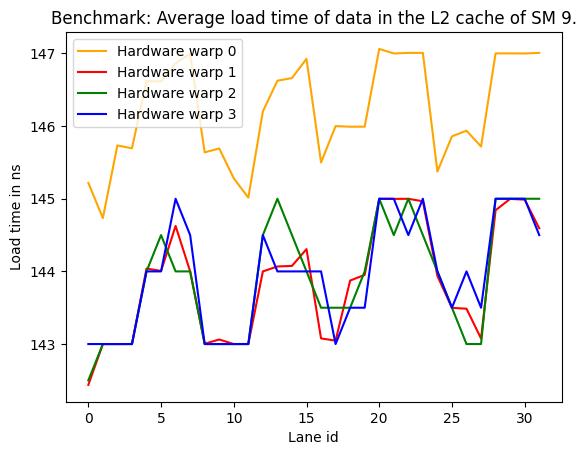 Benchmark: Average load time of data in the L2 cache of SM 9.
Hardware warp 0
Hardware warp 1
Hardware warp 2
Hardware warp 3
Load time in ns
147
146
145
144
143
0 5 10 15 20 25 30
Lane id